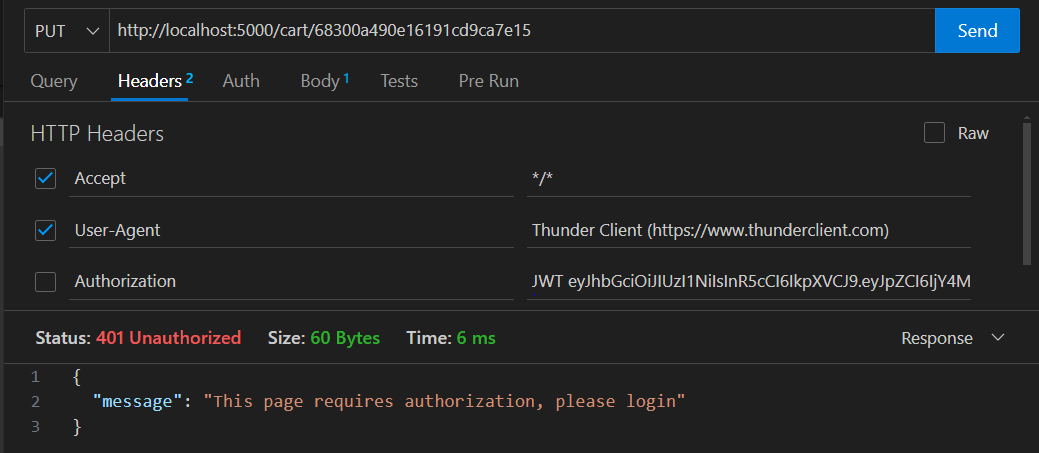 PUT http://localhost:5000/cart/68300a490e16191cd9ca7e15 Send
Query Headers 2 Auth Body 1 Tests Pre Run
HTTP Headers Raw
Accept */*
User-Agent Thunder Client (https://www.thunderclient.com)
Authorization JWT eyJhbGciOiJIUzI1NiIsInR5cCI6IkpXVCJ9.eyJpZCI6IjY4M
Status: 401 Unauthorized Size: 60 Bytes Time: 6 ms Response
1 {
2 "message": "This page requires authorization, please login"
3 }